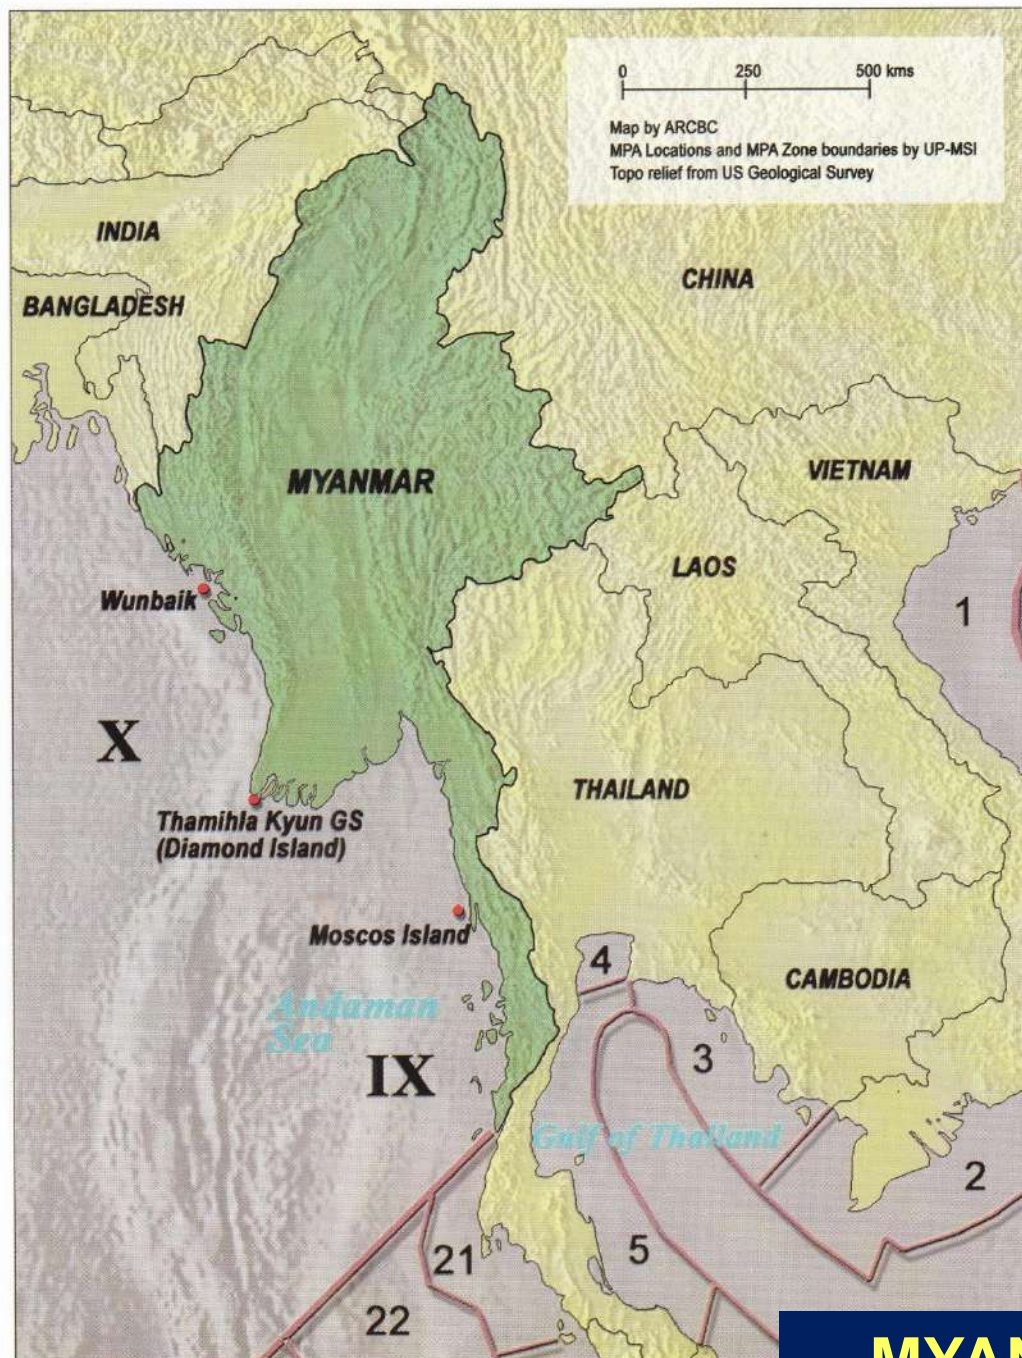 0 250 500 kms
Map by ARCBC
MPA Locations and MPA Zone boundaries by UP-MSI
Topo relief from US Geological Survey
INDIA
CHINA
BANGLADESH
MYANMAR
VIETNAM
LAOS
Wunbaik
1
X
THAILAND
Thamihla Kyun GS
(Diamond Island)
Moscos Island
4
CAMBODIA
Andaman
Sea
IX
3
Gulf of Thailand
2
21
5
22